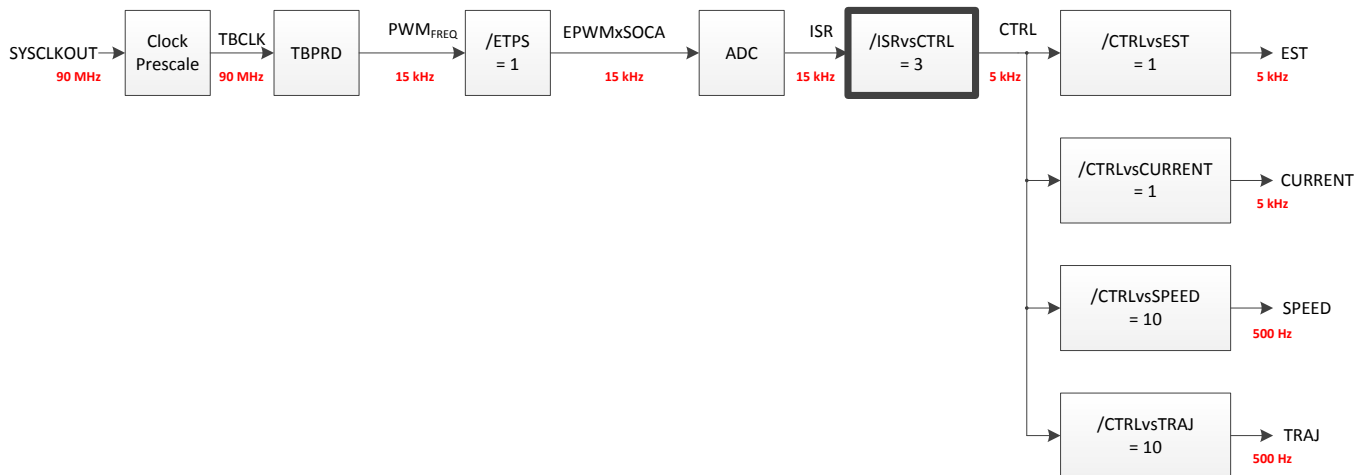 SYSCLKOUT
90 MHz
Clock
Prescale
TBCLK
90 MHz
TBPRD
PWMFREQ
15 kHz
/ETPS
= 1
EPWMxSOCA
15 kHz
ADC
ISR
15 kHz
/ISRvsCTRL
= 3
CTRL
5 kHz
/CTRLvsEST
= 1
EST
5 kHz
/CTRLvsCURRENT
= 1
CURRENT
5 kHz
/CTRLvsSPEED
= 10
SPEED
500 Hz
/CTRLvsTRAJ
= 10
TRAJ
500 Hz